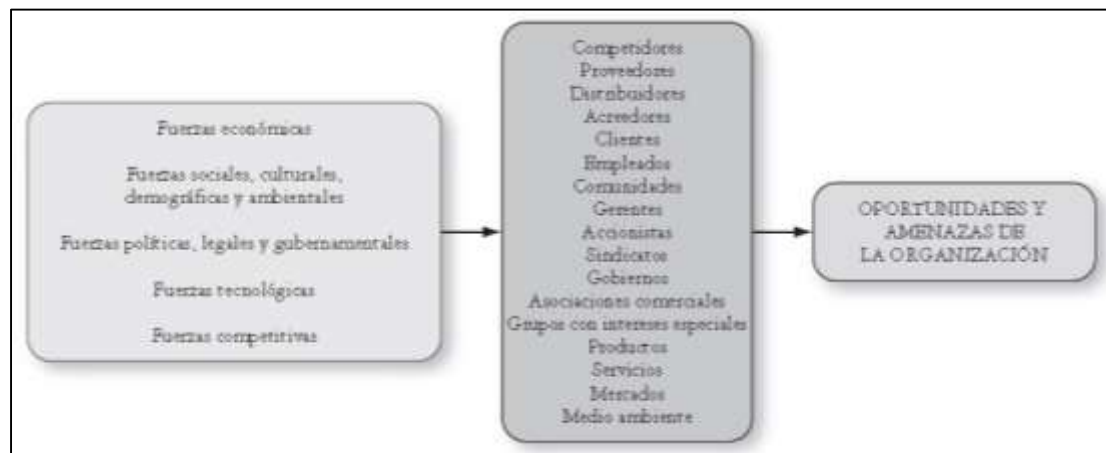 Fuerzas económicas
Fuerzas sociales, culturales,
demográficas y ambientales
Fuerzas políticas, legales y gubernamentales
Fuerzas tecnológicas
Fuerzas competitivas
Competidores
Proveedores
Distribuidores
Acreedores
Clientes
Empleados
Comunidades
Gerentes
Accionistas
Sindicatos
Gobiernos
Asociaciones comerciales
Grupos con intereses especiales
Productos
Servicios
Mercados
Medio ambiente
OPORTUNIDADES Y
AMENAZAS DE
LA ORGANIZACIÓN